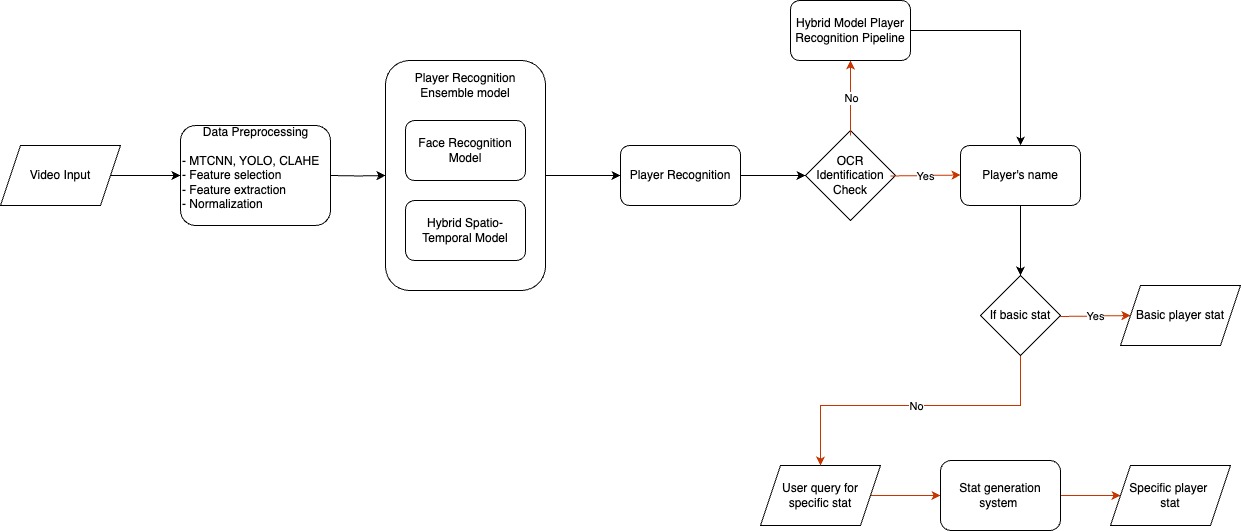 Video Input
Data Preprocessing
- MTCNN, YOLO, CLAHE
- Feature selection
- Feature extraction
- Normalization
Player Recognition
Ensemble model
Face Recognition
Model
Hybrid Spatio-
Temporal Model
Player Recognition
OCR
Identification
Check
No
Hybrid Model Player
Recognition Pipeline
Yes
Player's name
If basic stat
Yes
Basic player stat
No
User query for
specific stat
Stat generation
system
Specific player
stat